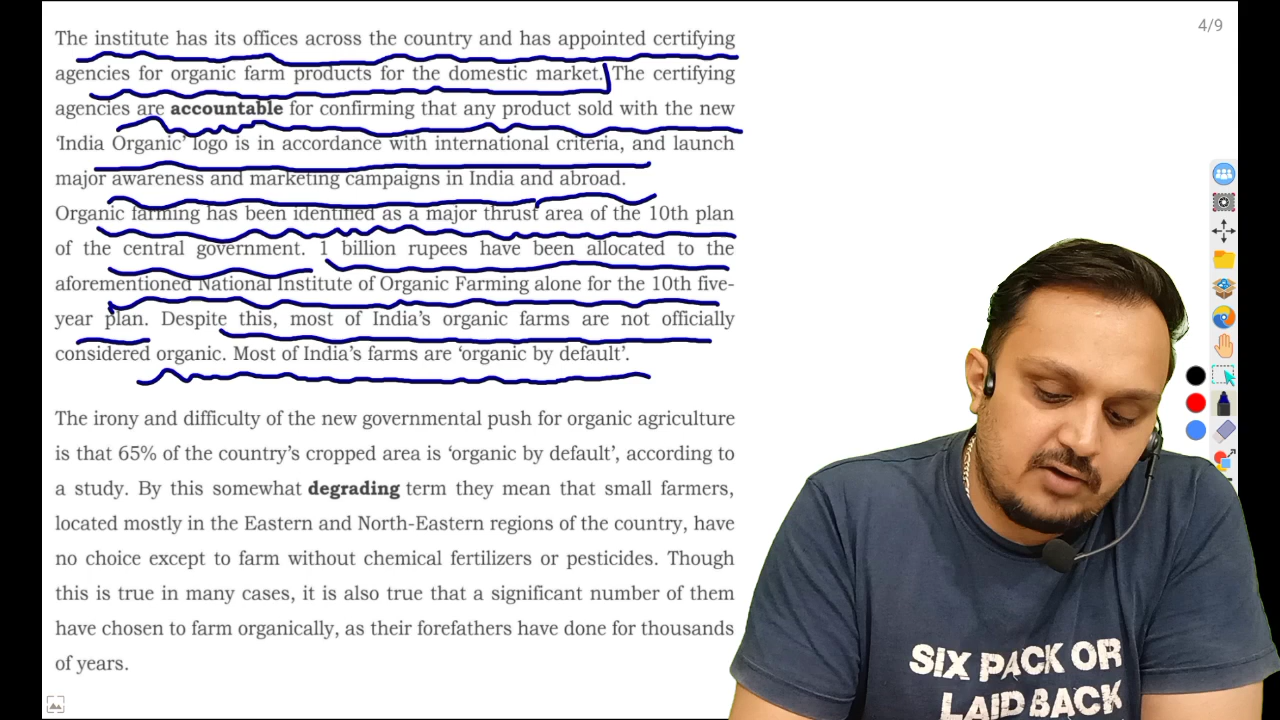 4/9
The institute has its offices across the country and has appointed certifying
agencies for organic farm products for the domestic market. The certifying
agencies are accountable for confirming that any product sold with the new
‘India Organic’ logo is in accordance with international criteria, and launch
major awareness and marketing campaigns in India and abroad.
Organic farming has been identified as a major thrust area of the 10th plan
of the central government. 1 billion rupees have been allocated to the
aforementioned National Institute of Organic Farming alone for the 10th five-
year plan. Despite this, most of India’s organic farms are not officially
considered organic. Most of India’s farms are ‘organic by default’.
The irony and difficulty of the new governmental push for organic agriculture
is that 65% of the country’s cropped area is ‘organic by default’, according to
a study. By this somewhat degrading term they mean that small farmers,
located mostly in the Eastern and North-Eastern regions of the country, have
no choice except to farm without chemical fertilizers or pesticides. Though
this is true in many cases, it is also true that a significant number of them
have chosen to farm organically, as their forefathers have done for thousands
of years.
SIX PACK OR
LAID BACK